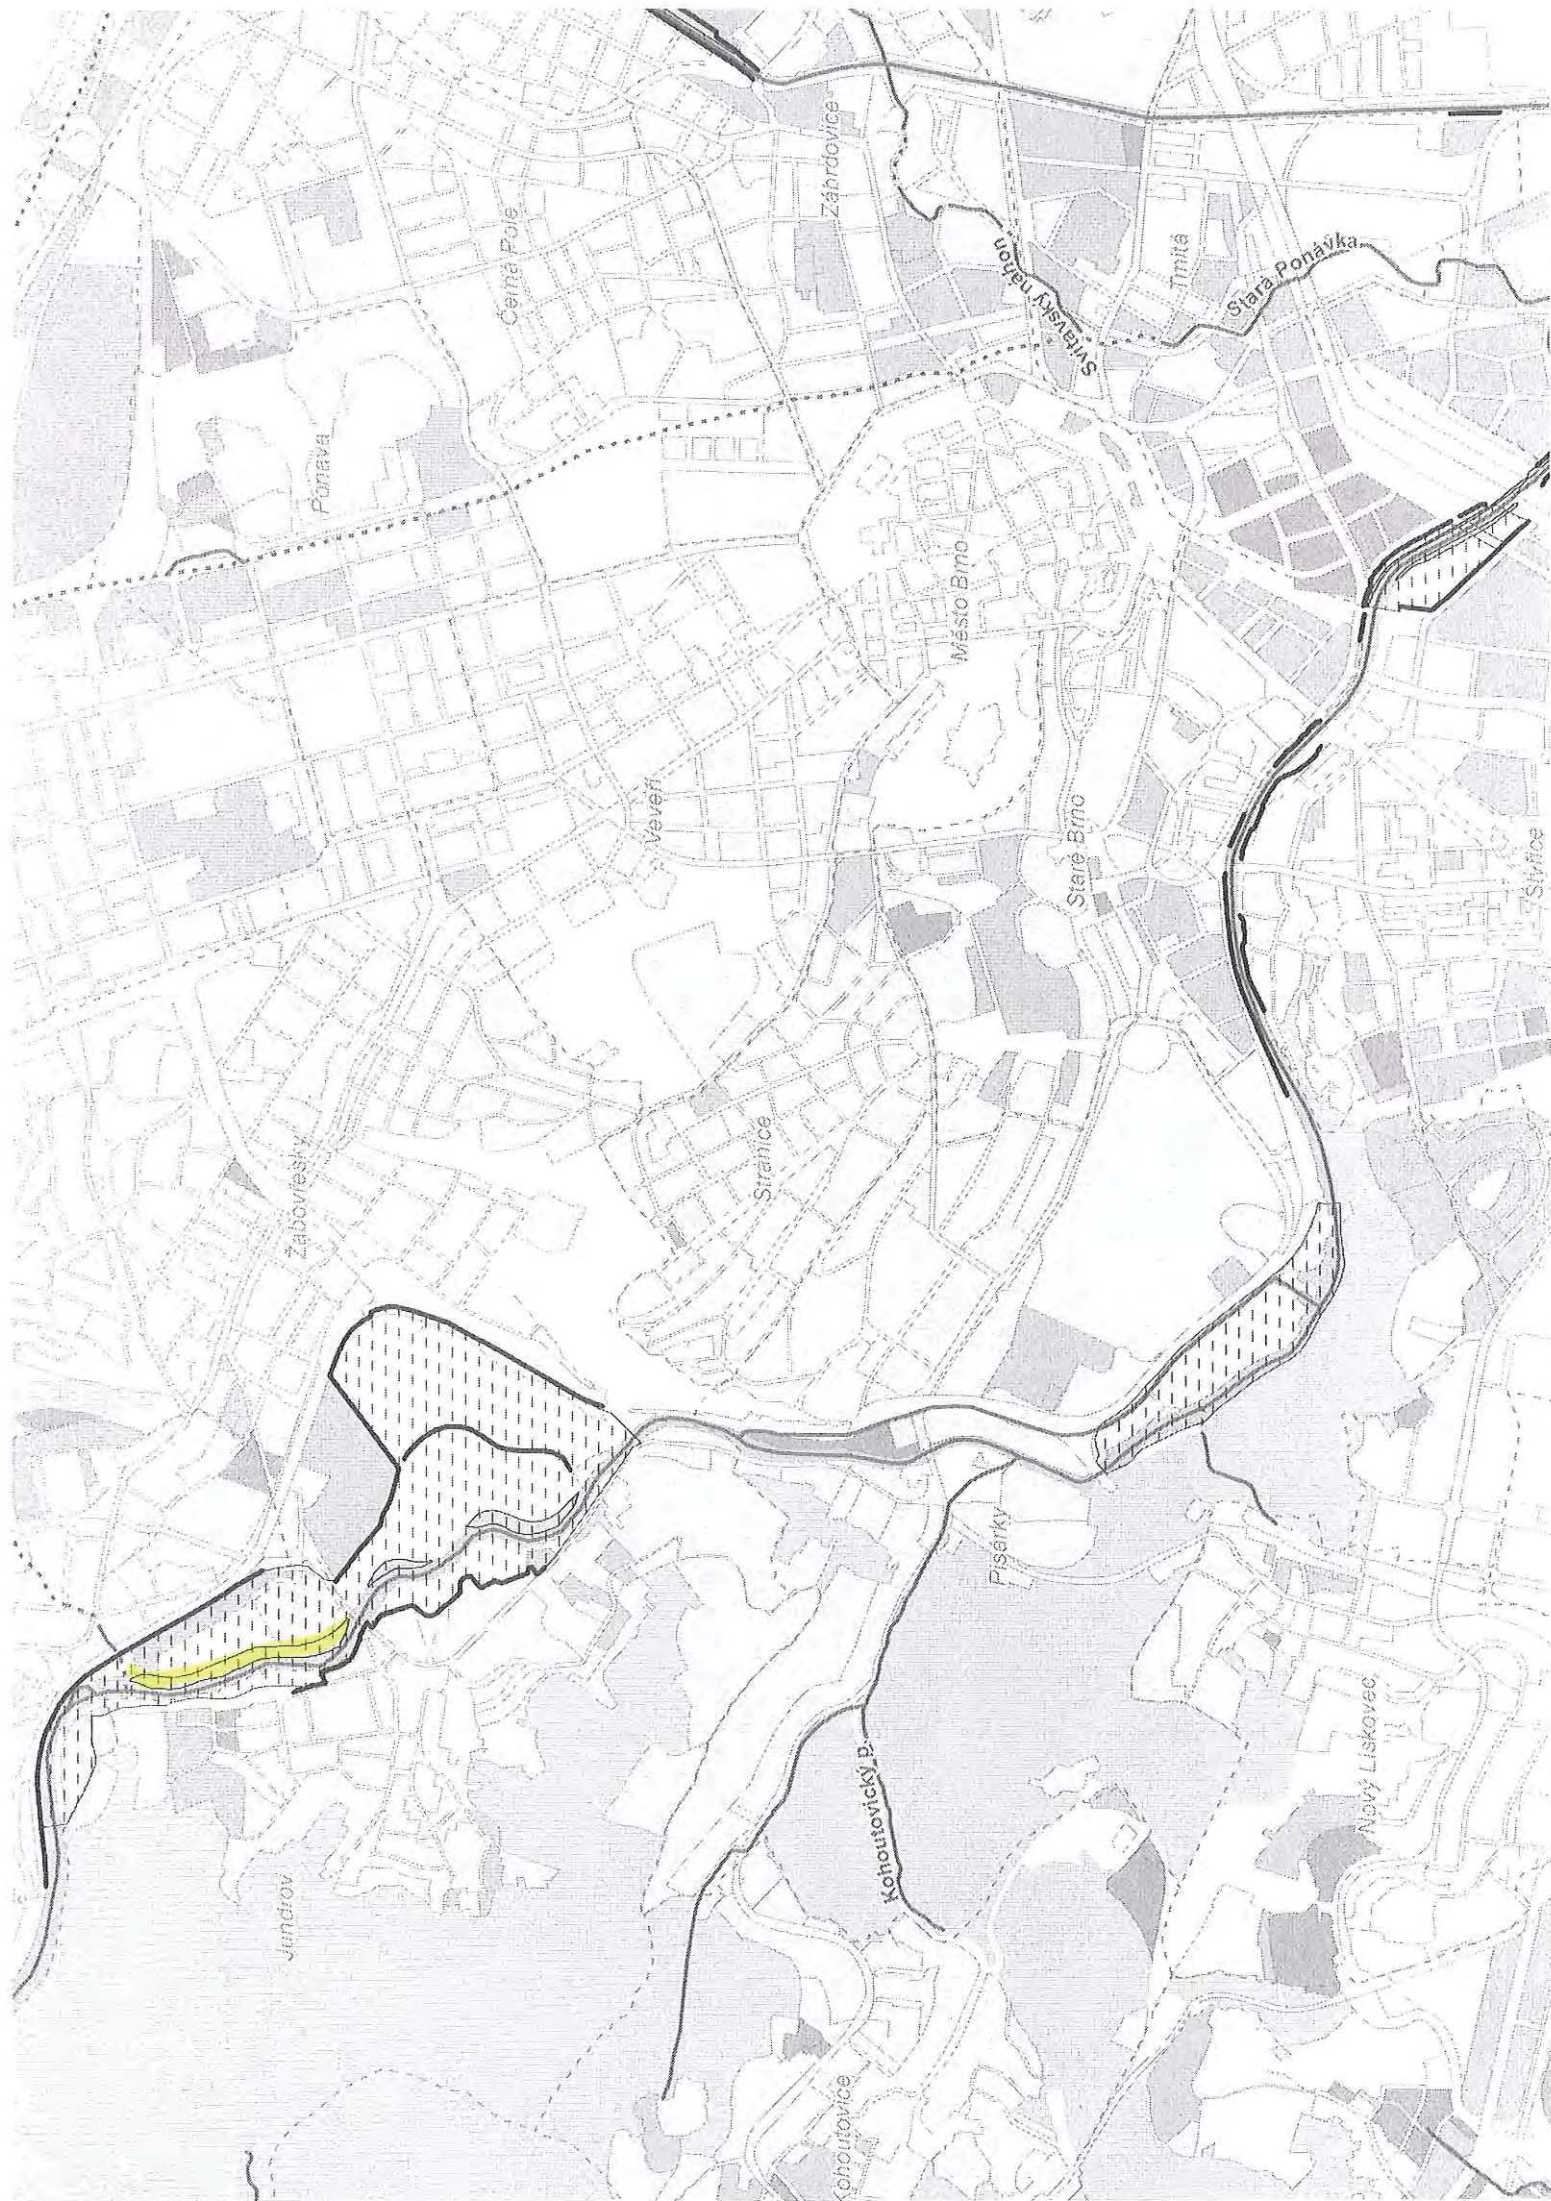 Černá Pole
Zábrdovice
Ponava
Svitavský náhon
Trnitá
Stará Ponávka
Město Brno
Veveří
Staré Brno
Štýřice
Žabovřesky
Stránice
Pisárky
Jundrov
Kohoutovický p.
Nový Lískovec
Kohoutovice